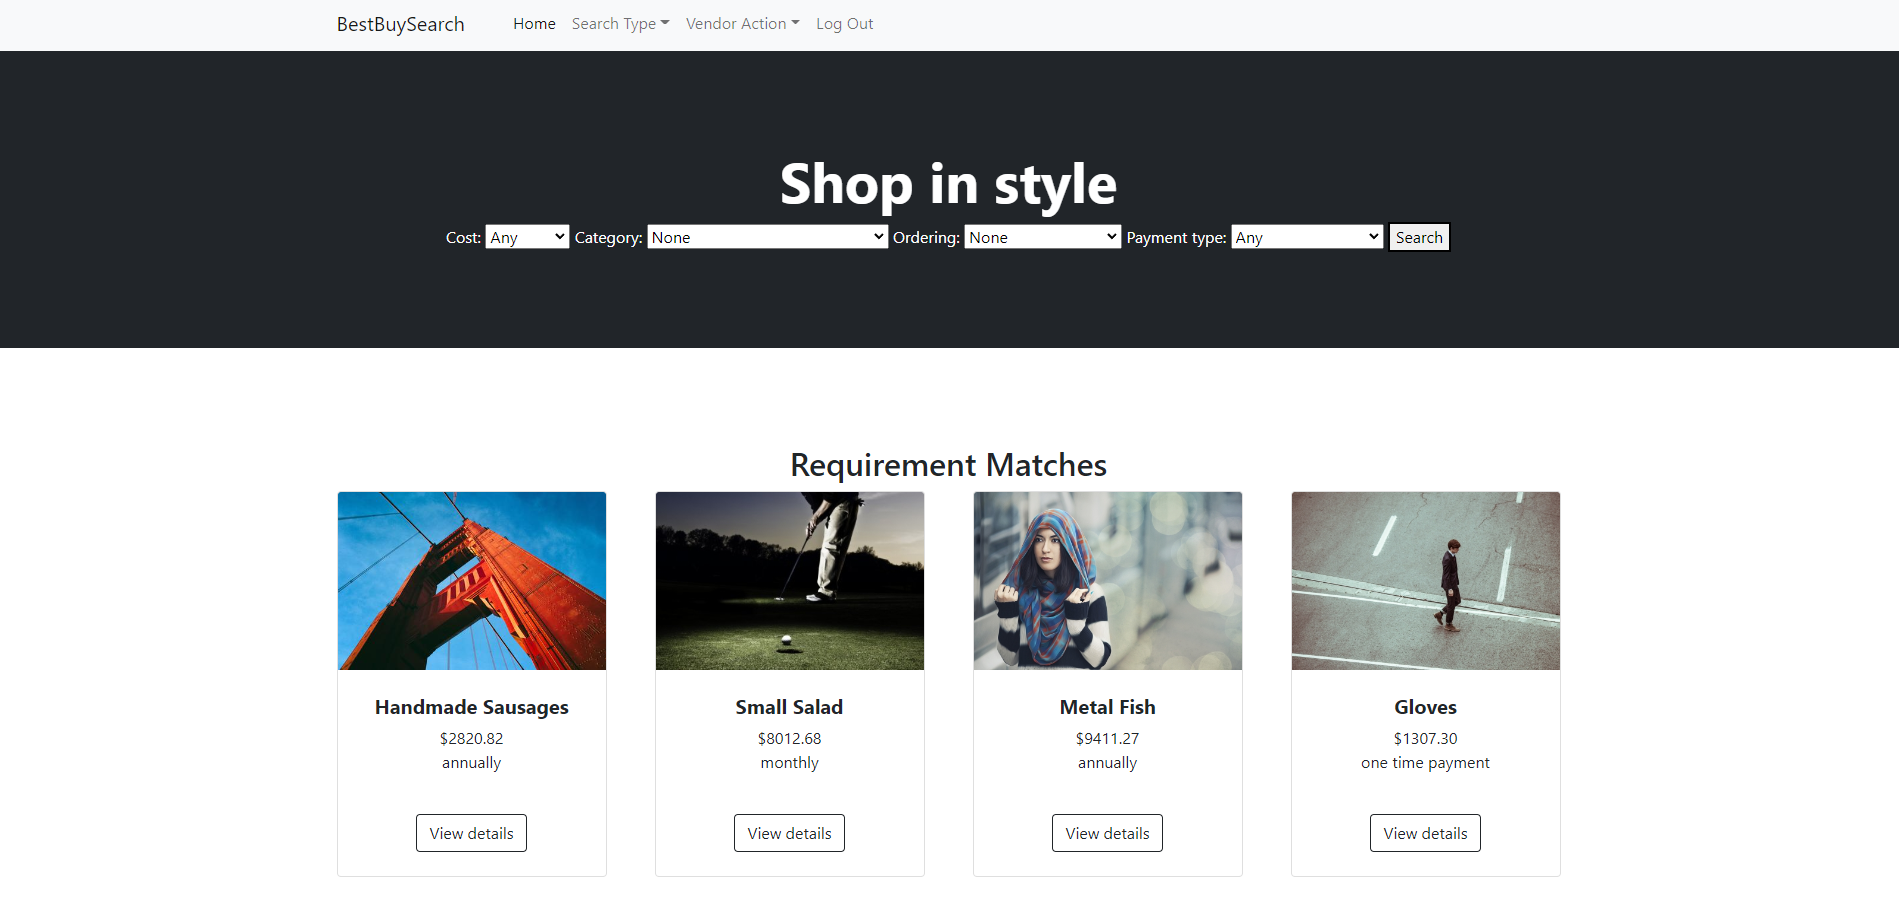 BestBuySearch Home Search Type Vendor Action Log Out
Shop in style
Cost: Any Category: None Ordering: None Payment type: Any Search
Requirement Matches
Handmade Sausages
$2820.82
annually
View details
Small Salad
$8012.68
monthly
View details
Metal Fish
$9411.27
annually
View details
Gloves
$1307.30
one time payment
View details